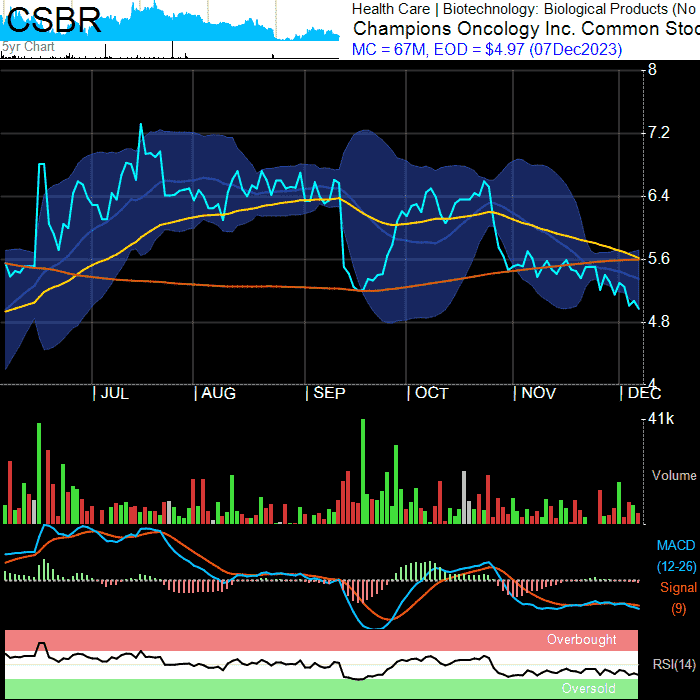 CSBR
5yr Chart
Health Care | Biotechnology: Biological Products (No
Champions Oncology Inc. Common Stoc
MC = 67M, EOD = $4.97 (07Dec2023)
8
7.2
6.4
5.6
4.8
4
| JUL | AUG | SEP | OCT | NOV | DEC
41k
Volume
MACD
(12-26)
Signal
(9)
Overbought
RSI(14)
Oversold